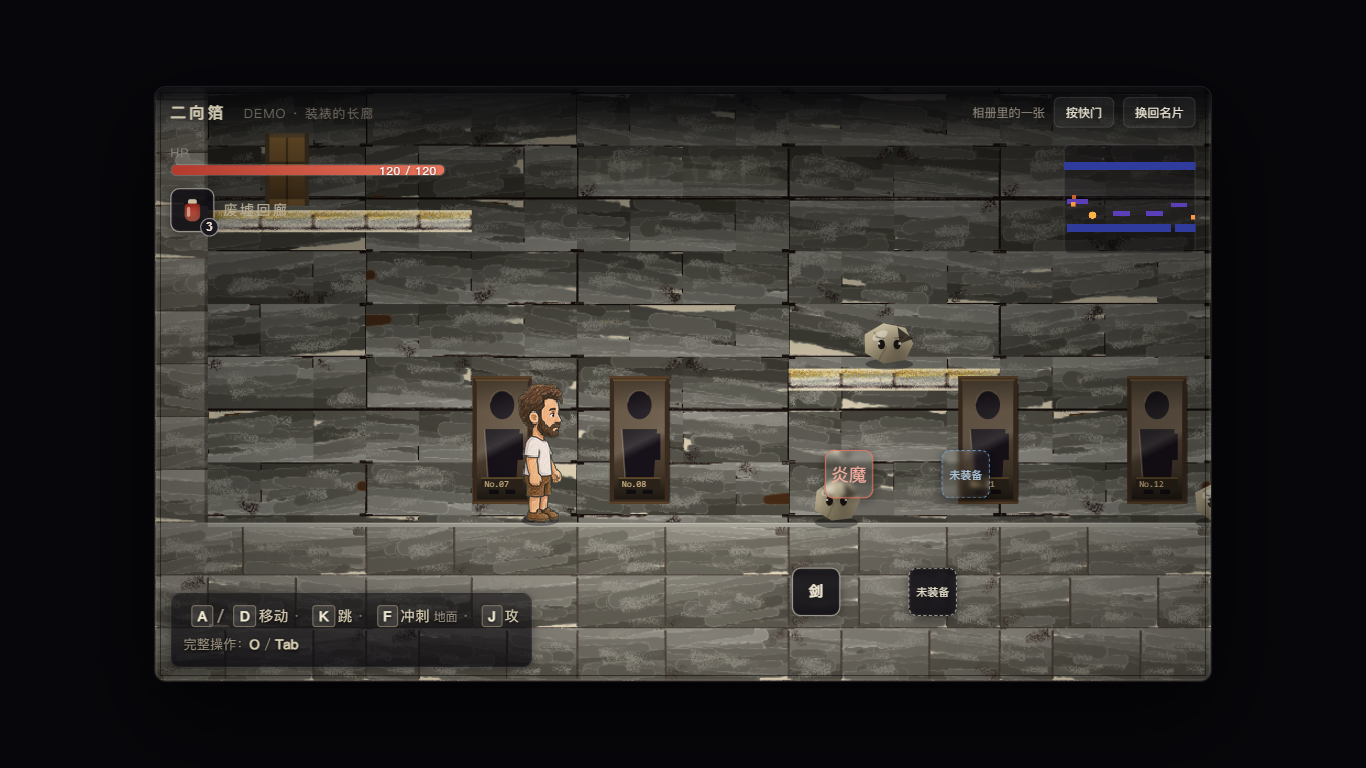 二向箔 DEMO · 装裱的长廊
相册里的一张 按快门 换回名片
HP
120 / 120
3
废墟回廊
No.07
No.08
No.12
炎魔
未装备
剑
未装备
A / D 移动 · K 跳 · F 冲刺 地面 · J 攻
完整操作: O / Tab